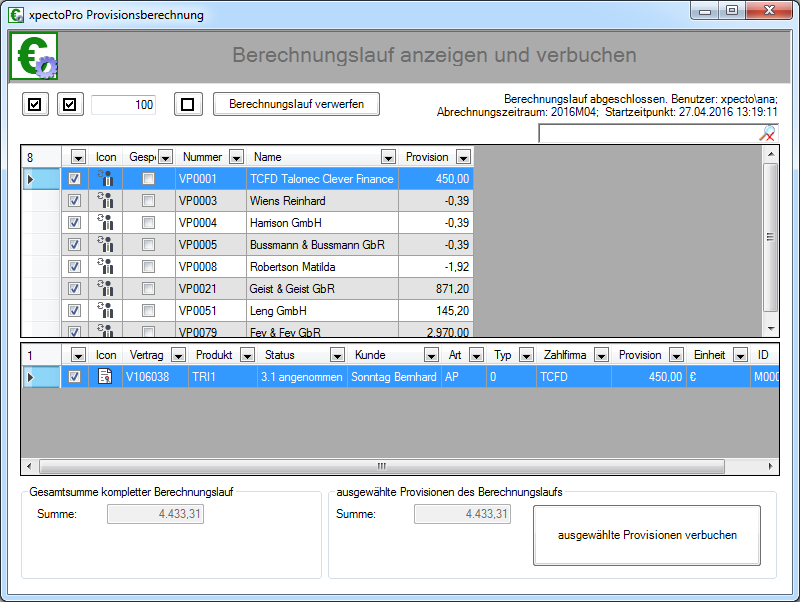 xpectoPro Provisionsberechnung
Berechnungslauf anzeigen und verbuchen
100 Berechnungslauf verwerfen
Berechnungslauf abgeschlossen. Benutzer: xpecto\ana;
Abrechnungszeitraum: 2016M04; Startzeitpunkt: 27.04.2016 13:19:11
8 Icon Gespe Nummer Name Provision
VP0001 TCFD Talonec Clever Finance 450,00
VP0003 Wiens Reinhard -0,39
VP0004 Harrison GmbH -0,39
VP0005 Bussmann & Bussmann GbR -0,39
VP0008 Robertson Matilda -1,92
VP0021 Geist & Geist GbR 871,20
VP0051 Leng GmbH 145,20
VP0079 Fey & Fey GbR 2.970,00
1 Icon Vertrag Produkt Status Kunde Art Typ Zahlfirma Provision Einheit ID
V106038 TRI1 3.1 angenommen Sonntag Bernhard AP 0 TCFD 450,00 € M000
Gesamtsumme kompletter Berechnungslauf
Summe: 4.433,31
ausgewählte Provisionen des Berechnungslaufs
Summe: 4.433,31
ausgewählte Provisionen verbuchen